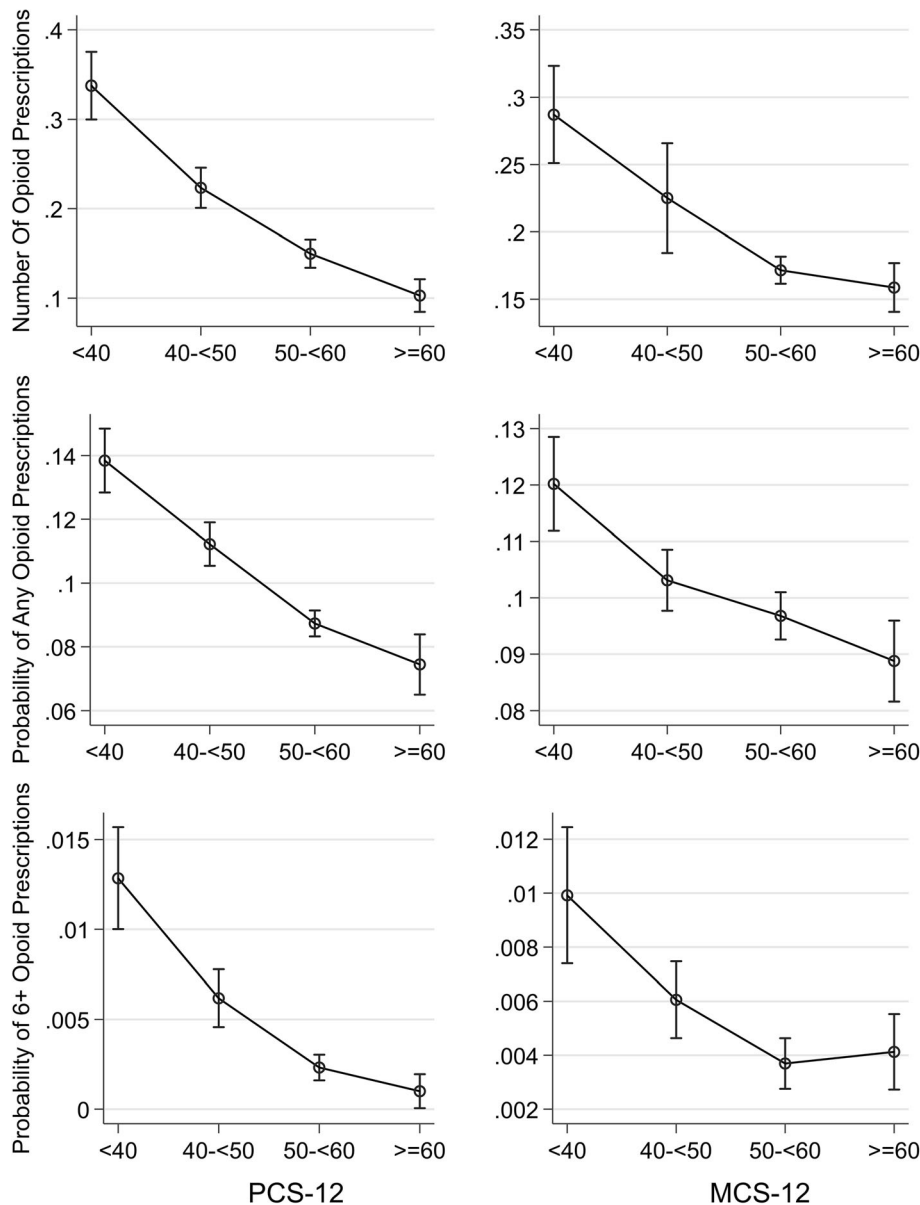 Number Of Opioid Prescriptions
.4
.3
.2
.1
<40 40-<50 50-<60 >=60
.35
.3
.25
.2
.15
<40 40-<50 50-<60 >=60
Probability of Any Opioid Prescriptions
.14
.12
.1
.08
.06
<40 40-<50 50-<60 >=60
.13
.12
.11
.1
.09
.08
<40 40-<50 50-<60 >=60
Probability of 6+ Opoid Prescriptions
.015
.01
.005
0
<40 40-<50 50-<60 >=60
PCS-12
.012
.01
.008
.006
.004
.002
<40 40-<50 50-<60 >=60
MCS-12